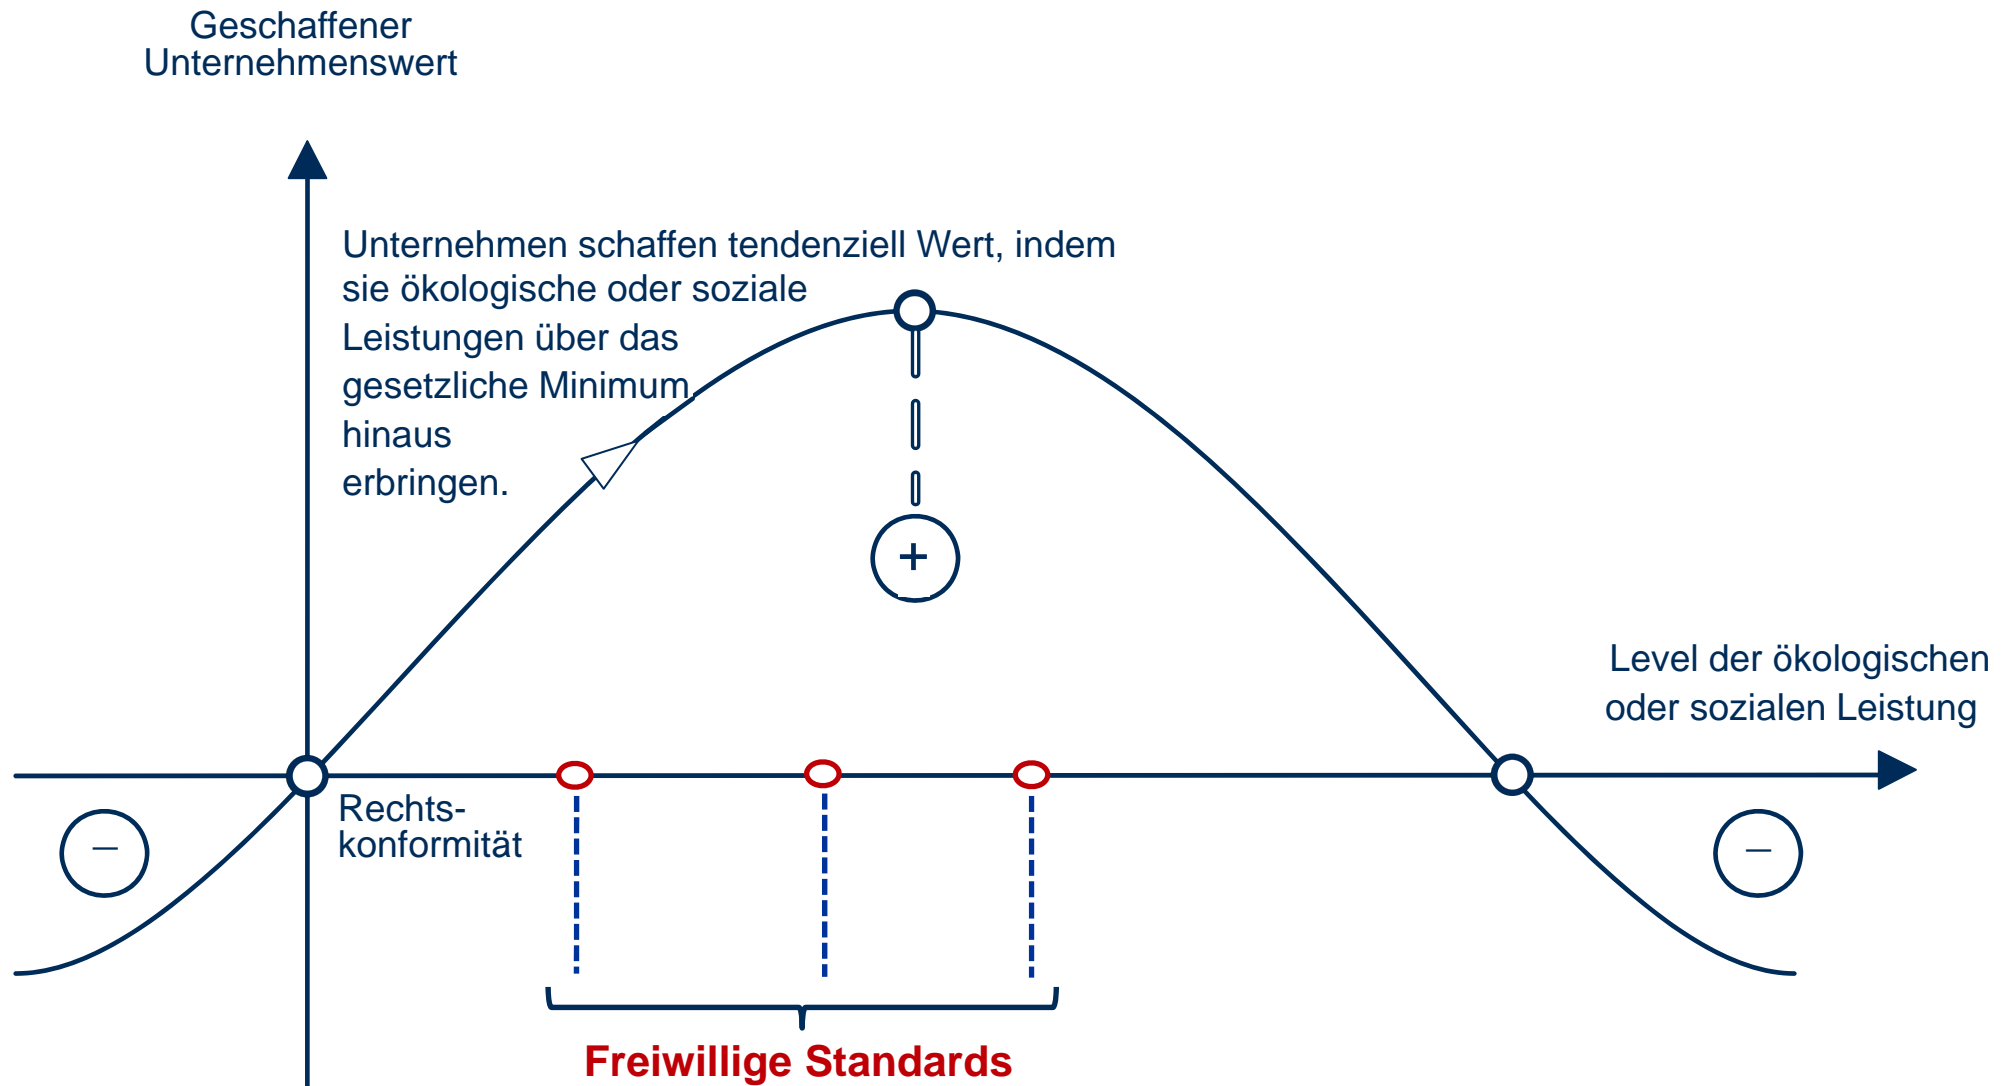 Geschaffener
Unternehmenswert
Unternehmen schaffen tendenziell Wert, indem
sie ökologische oder soziale
Leistungen über das
gesetzliche Minimum
hinaus
erbringen.
+
Level der ökologischen
oder sozialen Leistung
Rechts-
konformität
–
–
Freiwillige Standards